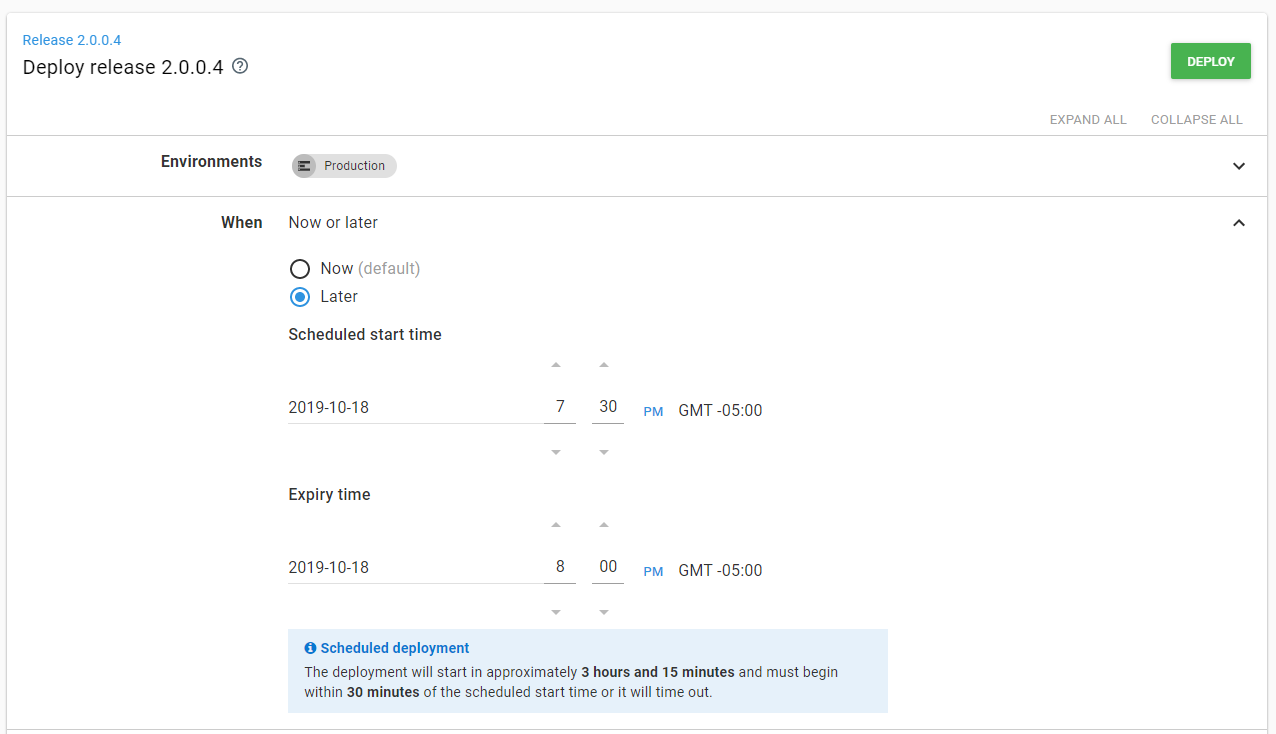 Release 2.0.0.4
Deploy release 2.0.0.4
DEPLOY
EXPAND ALL COLLAPSE ALL
Environments Production
When Now or later
Now (default)
Later
Scheduled start time
2019-10-18 7 30 PM GMT -05:00
Expiry time
2019-10-18 8 00 PM GMT -05:00
Scheduled deployment
The deployment will start in approximately 3 hours and 15 minutes and must begin
within 30 minutes of the scheduled start time or it will time out.